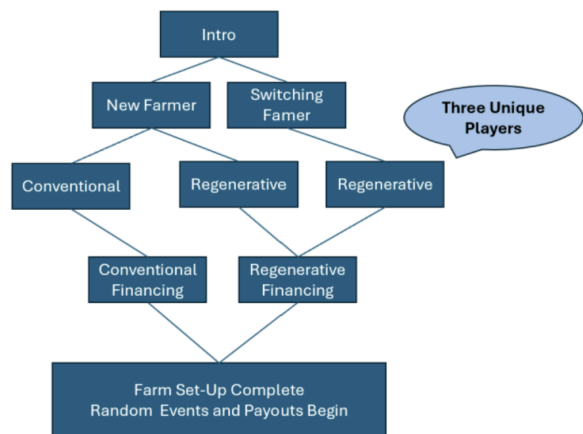 Intro
New Farmer
Switching
Famer
Three Unique
Players
Conventional
Regenerative
Regenerative
Conventional
Financing
Regenerative
Financing
Farm Set-Up Complete
Random Events and Payouts Begin